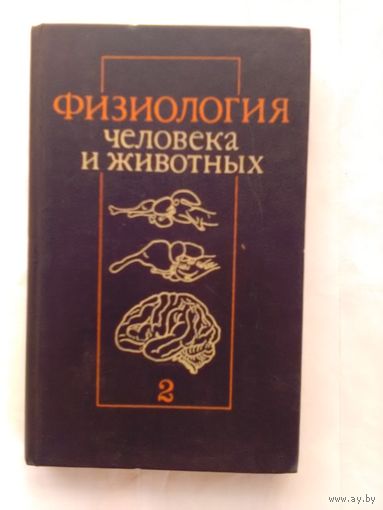 ФИЗИОЛОГИЯ
человека
и животных
2
www.ay.by